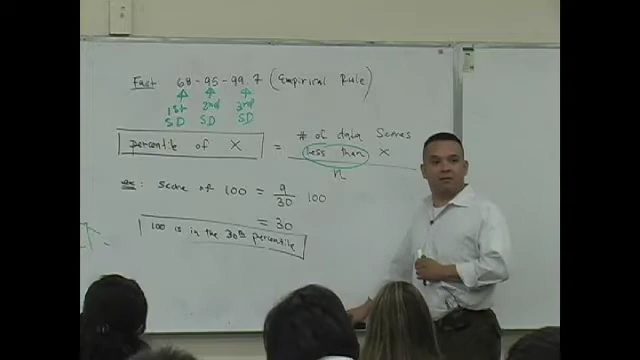 Fact 68-95-99.7 (Empirical Rule)
1st 2nd 3rd
SD SD SD
percentile of X = # of data scores less than X
n
ex: Score of 100 = 9/30 100
= 30
100 is in the 30th percentile